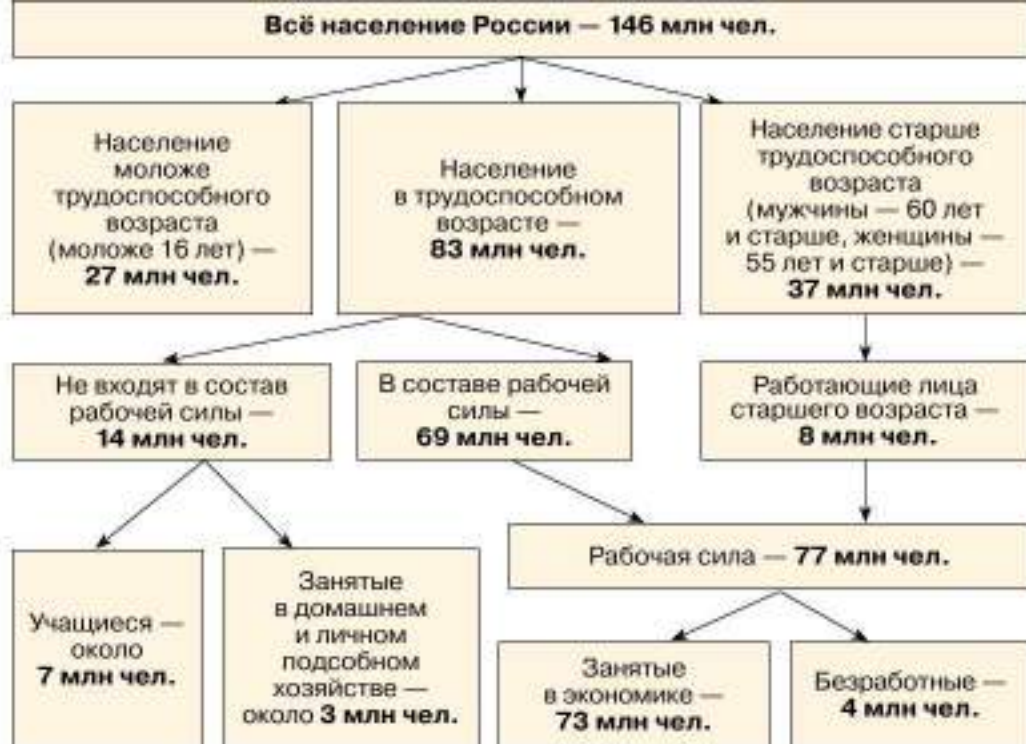 Всё население России — 146 млн чел.
Население
моложе
трудоспособного
возраста
(моложе 16 лет) —
27 млн чел.
Население
в трудоспособном
возрасте —
83 млн чел.
Население старше
трудоспособного
возраста
(мужчины — 60 лет
и старше, женщины —
55 лет и старше) —
37 млн чел.
Не входят в состав
рабочей силы —
14 млн чел.
В составе рабочей
силы —
69 млн чел.
Работающие лица
старшего возраста —
8 млн чел.
Рабочая сила — 77 млн чел.
Учащиеся —
около
7 млн чел.
Занятые
в домашнем
и личном
подсобном
хозяйстве —
около 3 млн чел.
Занятые
в экономике —
73 млн чел.
Безработные —
4 млн чел.